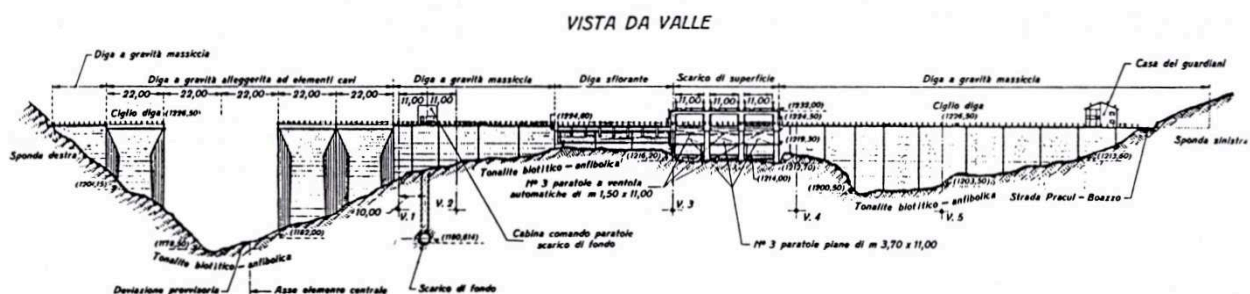 VISTA DA VALLE
Diga a gravità massiccia
Diga a gravità alleggerita ad elementi cavi
Diga a gravità massiccia
Diga sfiorante
Scarico di superficie
Diga a gravità massiccia
Casa dei guardiani
22,00 22,00 22,00 22,00 22,00
11,00 11,00
11,00 11,00 11,00
Ciglio diga (1226,50)
(1224,80)
(1232,00)
(1224,50)
Ciglio diga
(1226,50)
Sponda destra
(1219,30)
Sponda sinistra
(1216,20)
(1213,70)
(1214,00)
(1213,60)
(1201,15)
Tonalite biotitico-anfibolica
N° 3 paratoie a ventola
automatiche di m 1,50 x 11,00
(1200,50)
(1203,50)
Tonalite biotitico-anfibolica
Strada Pracul-Boazzo
10,00
V. 1
V. 2
V. 3
V. 4
V. 5
(1182,00)
(1180,614)
Cabina comando paratoie
scarico di fondo
N° 3 paratoie piane di m 3,70 x 11,00
Tonalite biotitico-anfibolica
Deviazione provvisoria
Asse elemento centrale
Scarico di fondo